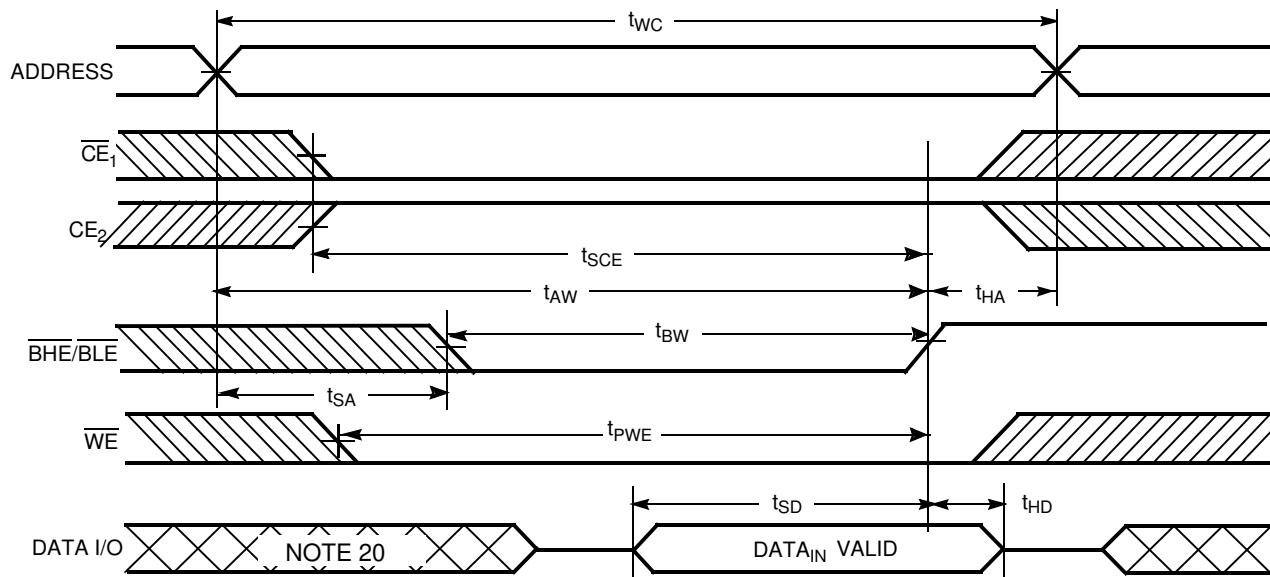 tWC
ADDRESS
CE1
CE2
tSCE
tAW
tHA
BHE/BLE
tBW
tSA
WE
tPWE
tSD
tHD
DATA I/O
NOTE 20
DATAIN VALID